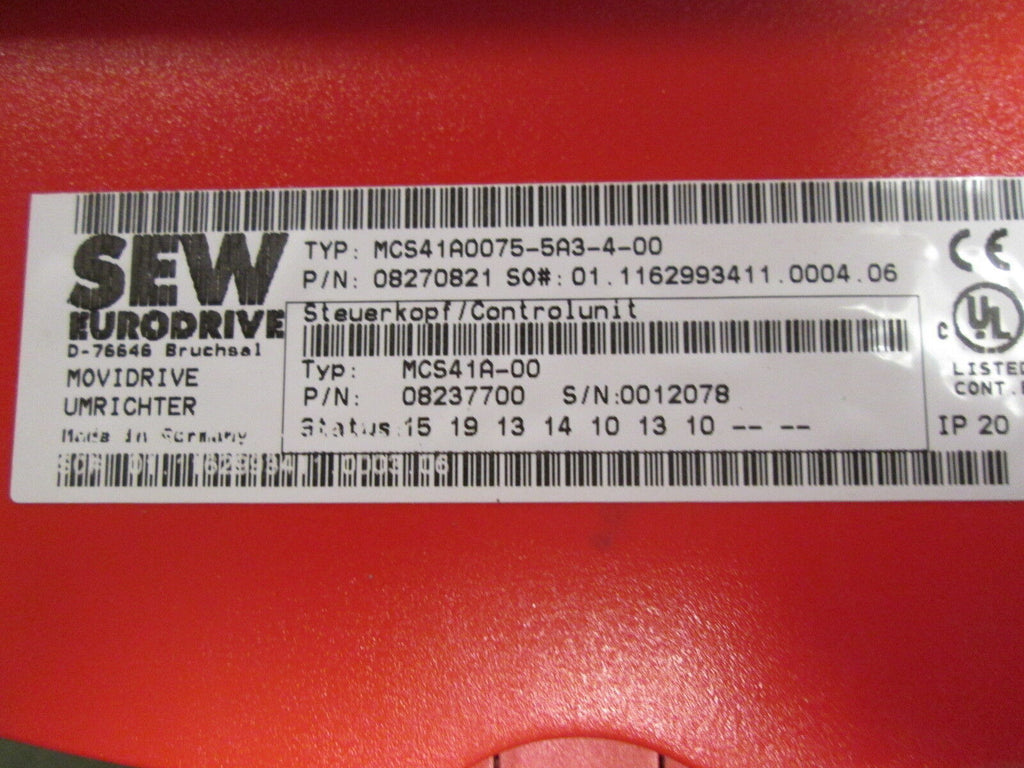 SEW
EURODRIVE
D-76646 Bruchsal
MOVIDRIVE
UMRICHTER
Made in Germany
TYP: MCS41A0075-5A3-4-00
P/N: 08270821 SO#: 01.1162993411.0004.06
Steuerkopf/Controlunit
Typ: MCS41A-00
P/N: 08237700 S/N:0012078
Status:15 19 13 14 10 13 10 -- --
CE
C UL
LISTED
CONT.
IP 20